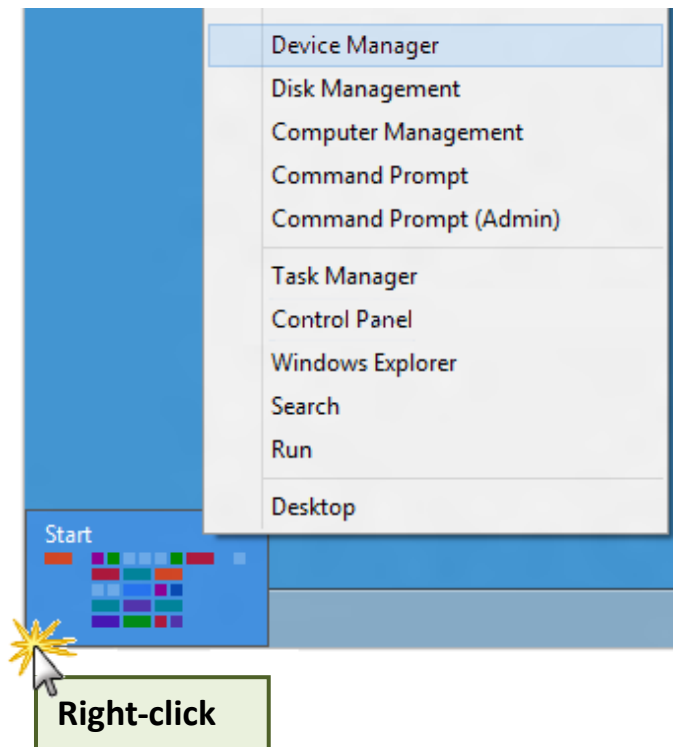 Device Manager
Disk Management
Computer Management
Command Prompt
Command Prompt (Admin)
Task Manager
Control Panel
Windows Explorer
Search
Run
Desktop
Start
Right-click